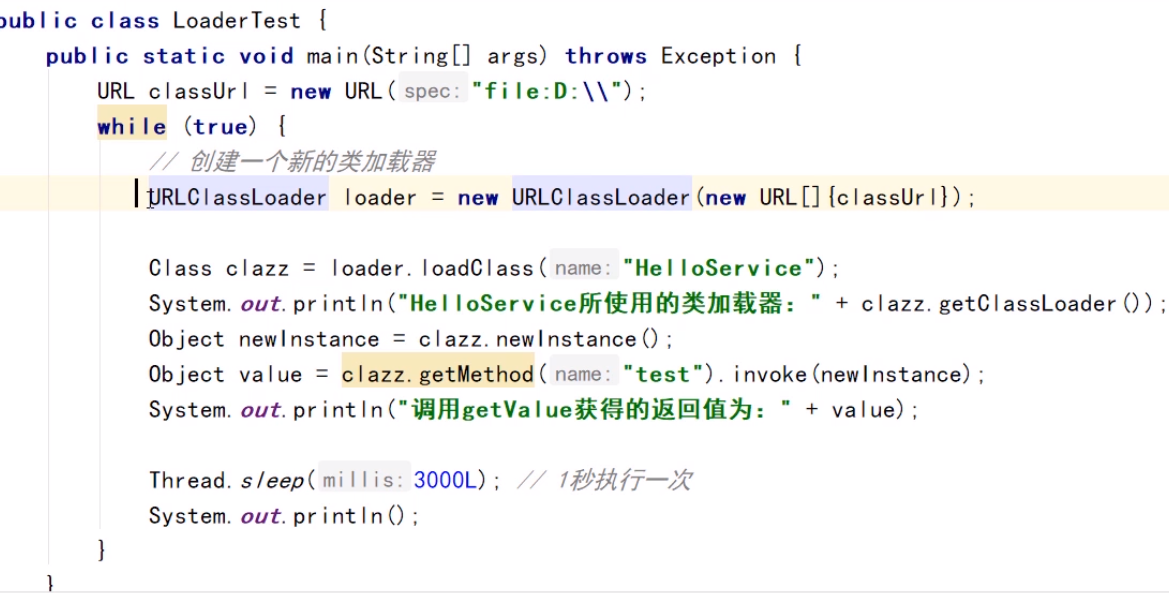 public class LoaderTest {
public static void main(String[] args) throws Exception {
URL classUrl = new URL( spec: "file:D:\\");
while (true) {
// 创建一个新的类加载器
URLClassLoader loader = new URLClassLoader(new URL[]{classUrl});
Class clazz = loader.loadClass( name: "HelloService");
System.out.println("HelloService所使用的类加载器：" + clazz.getClassLoader());
Object newInstance = clazz.newInstance();
Object value = clazz.getMethod( name: "test").invoke(newInstance);
System.out.println("调用getValue获得的返回值为：" + value);
Thread.sleep( millis: 3000L); // 1秒执行一次
System.out.println();
}
}